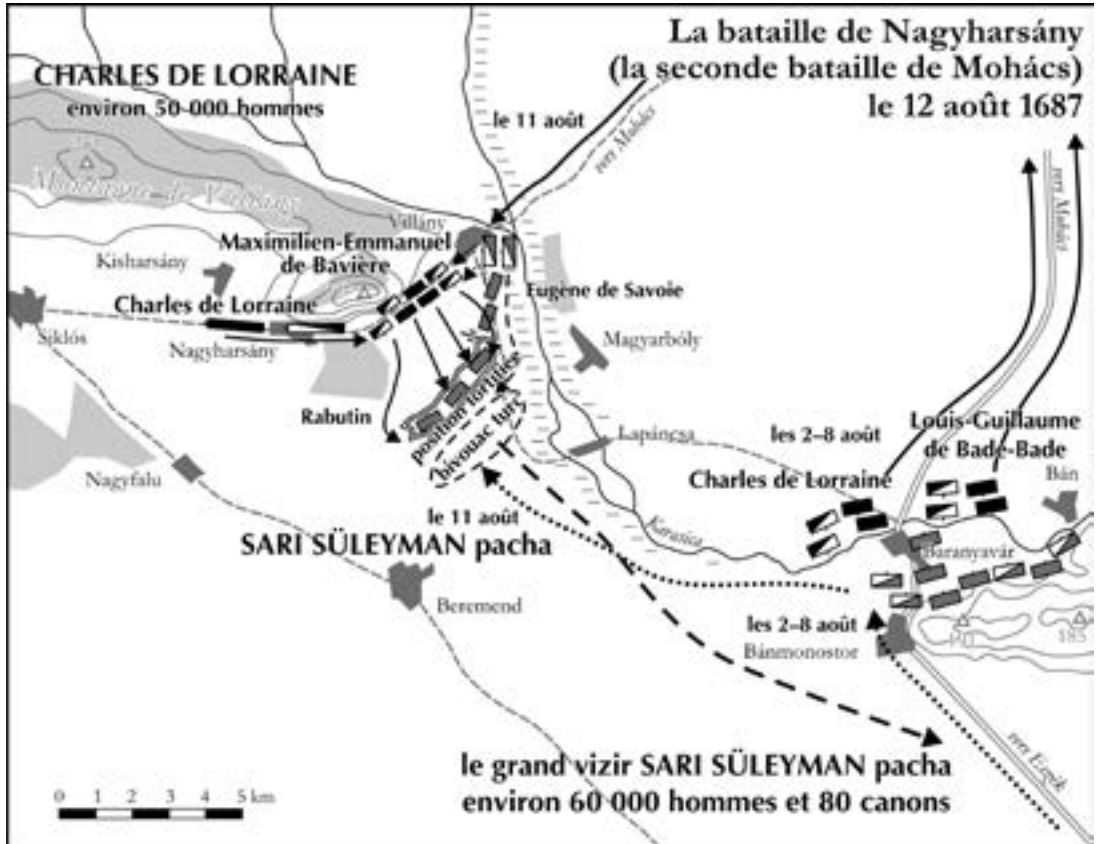 La bataille de Nagyharsány
(la seconde bataille de Mohács)
le 12 août 1687
CHARLES DE LORRAINE
environ 50 000 hommes
le 11 août
vers Mohács
vers Mohács
Montagne de Villány
Villány
Maximilien-Emmanuel
de Bavière
Kisharsány
Charles de Lorraine
Eugène de Savoie
Siklós
Nagyharsány
Magyarbóly
Rabutin
position fortifiée
bivouac turc
Lapáncsa
les 2–8 août
Louis-Guillaume
de Bade-Bade
Charles de Lorraine
Bán
Nagyfalu
le 11 août
SARI SÜLEYMAN pacha
Karasica
Baranyavár
Beremend
les 2–8 août
Bánmonostor
185
vers Eszék
le grand vizir SARI SÜLEYMAN pacha
environ 60 000 hommes et 80 canons
0 1 2 3 4 5 km